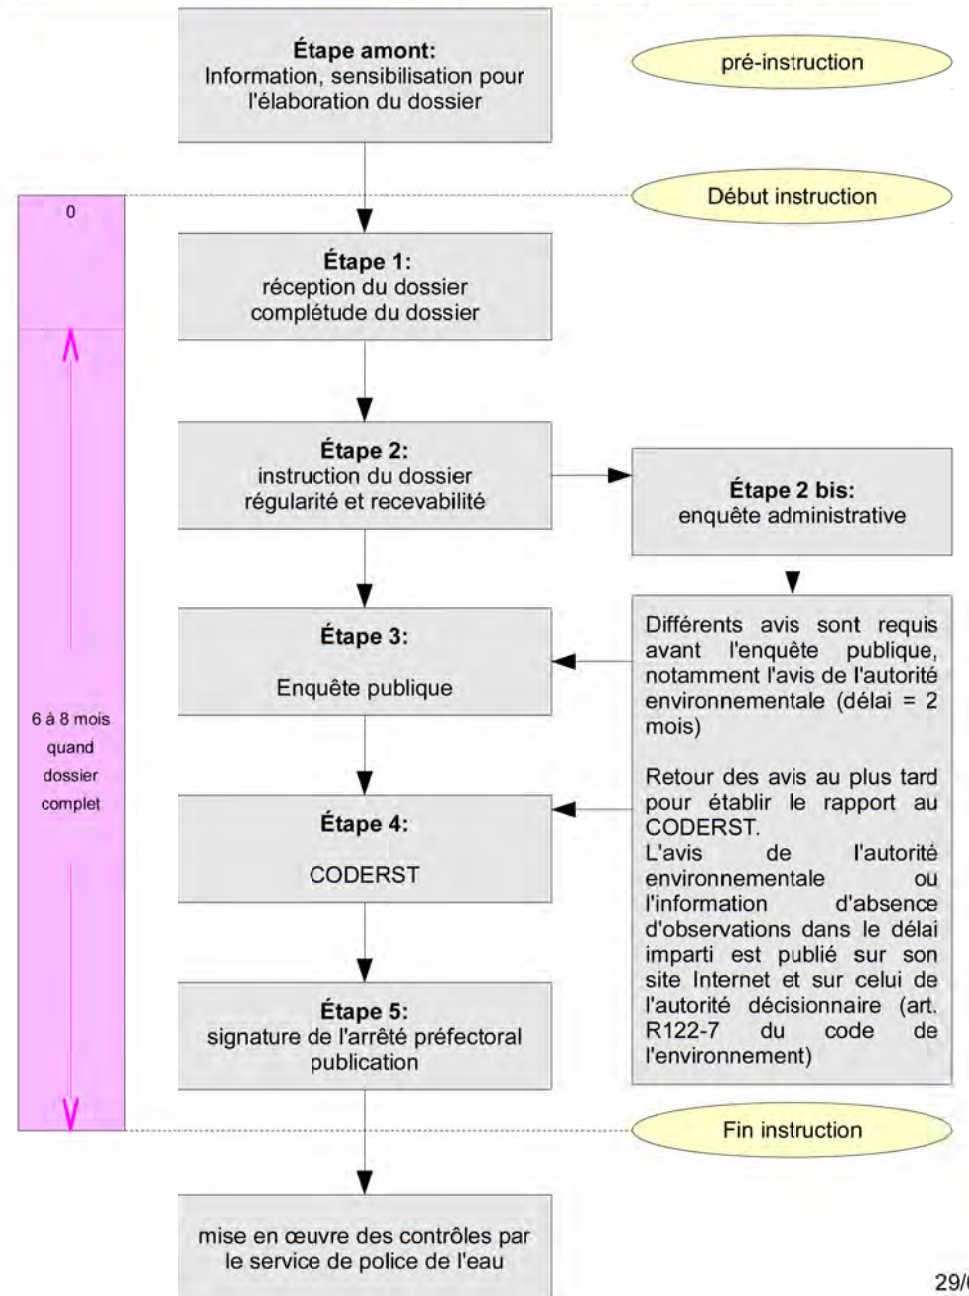 Étape amont:
Information, sensibilisation pour
l'élaboration du dossier
pré-instruction
Début instruction
0
Étape 1:
réception du dossier
complétude du dossier
Étape 2:
instruction du dossier
régularité et recevabilité
Étape 2 bis:
enquête administrative
Étape 3:
Enquête publique
Différents avis sont requis
avant l'enquête publique,
notamment l'avis de l'autorité
environnementale (délai = 2
mois)
Retour des avis au plus tard
pour établir le rapport au
CODERST.
L'avis de l'autorité
environnementale ou
l'information d'absence
d'observations dans le délai
imparti est publié sur son
site Internet et sur celui de
l'autorité décisionnaire (art.
R122-7 du code de
l'environnement)
6 à 8 mois
quand
dossier
complet
Étape 4:
CODERST
Étape 5:
signature de l'arrêté préfectoral
publication
Fin instruction
mise en œuvre des contrôles par
le service de police de l'eau
29/